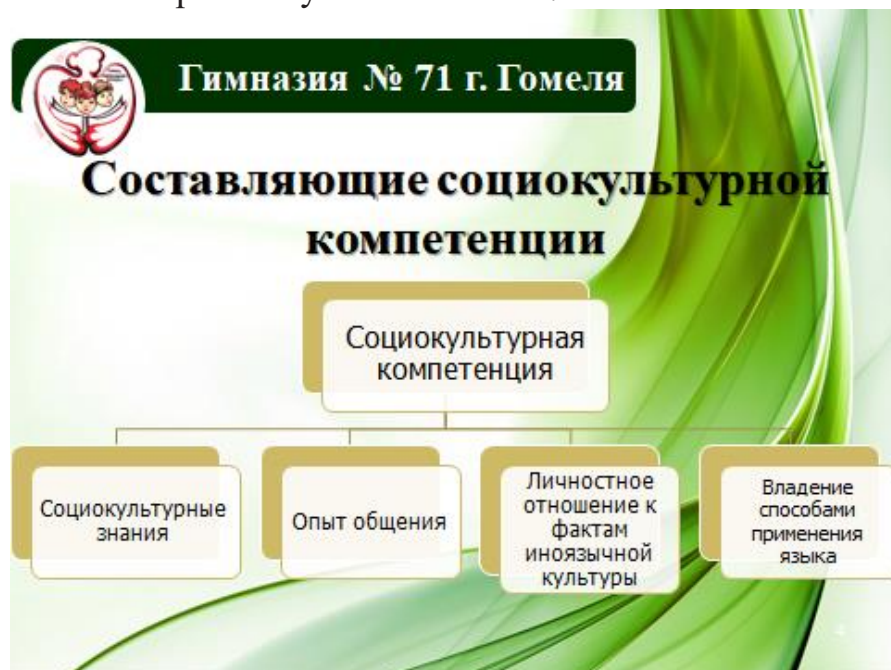 Гимназия № 71 г. Гомеля
Составляющие социокультурной
компетенции
Социокультурная
компетенция
Социокультурные
знания
Опыт общения
Личностное
отношение к
фактам
иноязычной
культуры
Владение
способами
применения
языка